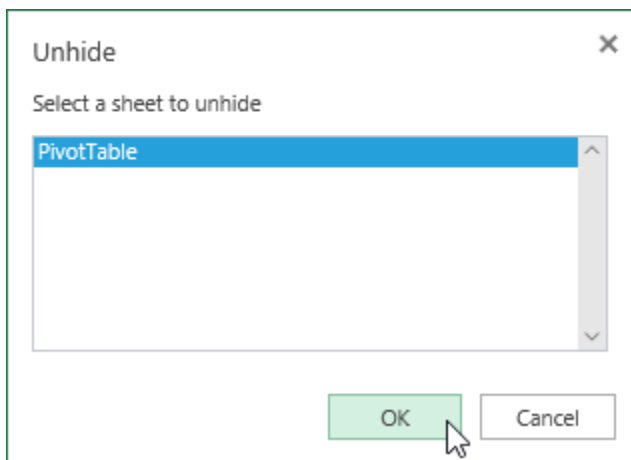 Unhide
Select a sheet to unhide
PivotTable
OK
Cancel